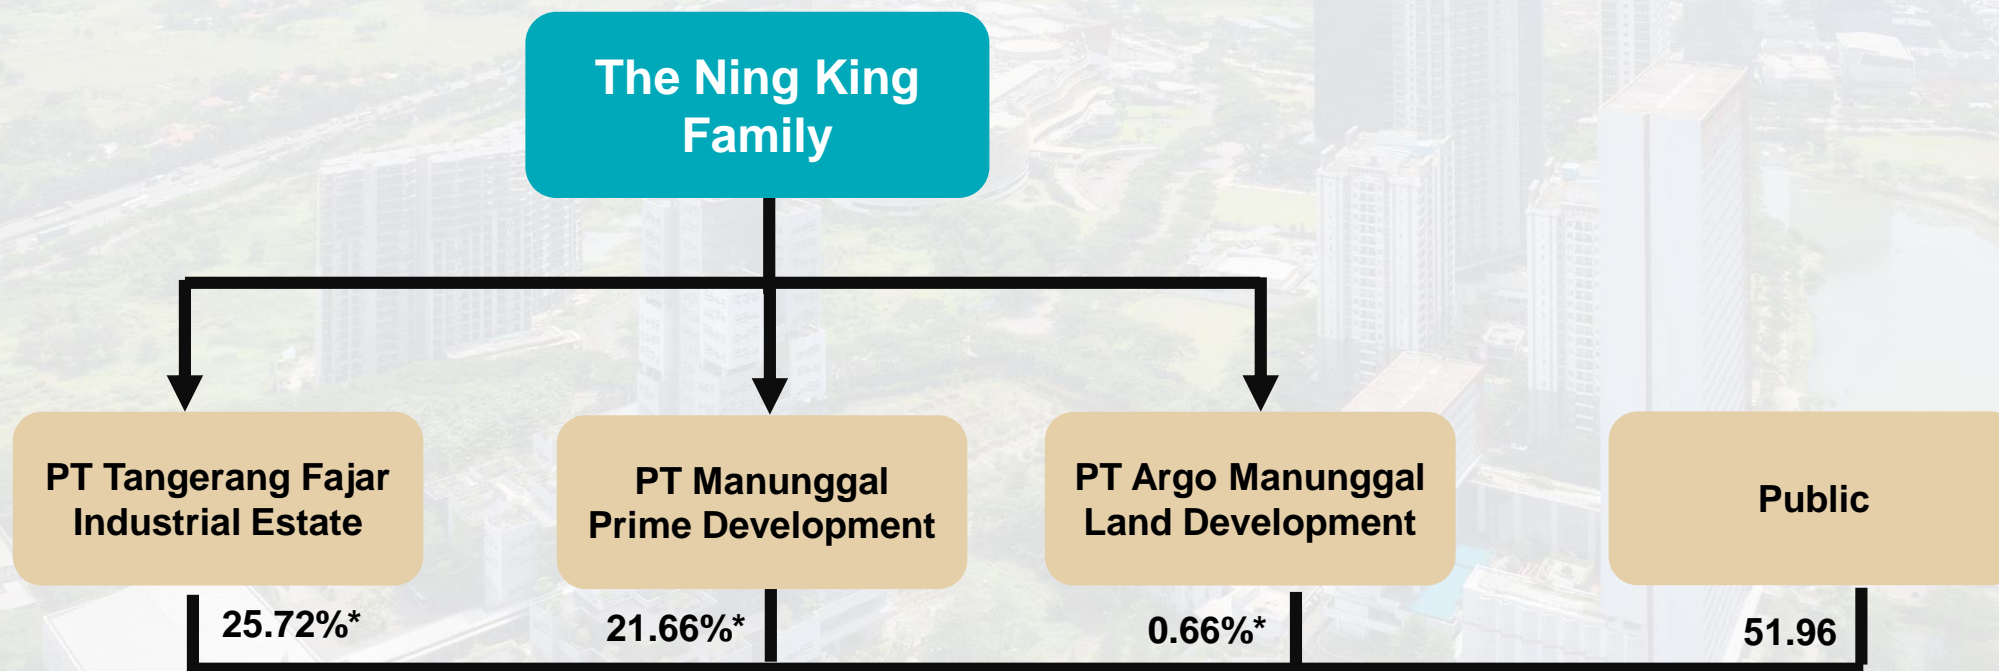 The Ning King
Family
PT Tangerang Fajar
Industrial Estate
PT Manunggal
Prime Development
PT Argo Manunggal
Land Development
Public
25.72%*
21.66%*
0.66%*
51.96